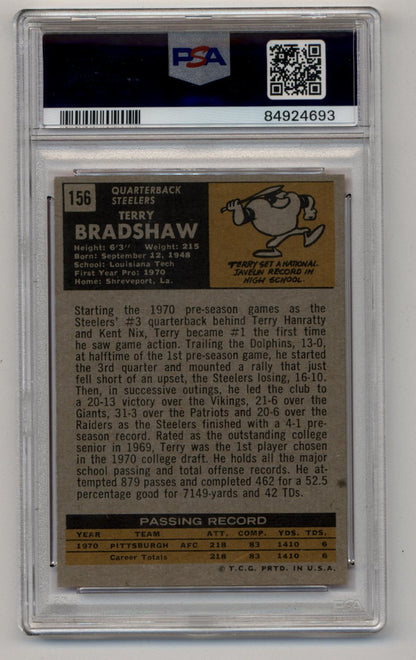 PSA
84924693
156
QUARTERBACK
STEELERS
TERRY
BRADSHAW
Height: 6'3" Weight: 215
Born: September 12, 1948
School: Louisiana Tech
First Year Pro: 1970
Home: Shreveport, La.
TERRY SET A NATIONAL
JAVELIN RECORD IN
HIGH SCHOOL.
Starting the 1970 pre-season games as the
Steelers' #3 quarterback behind Terry Hanratty
and Kent Nix, Terry became #1 the first time
he saw game action. Trailing the Dolphins, 13-0,
at halftime of the 1st pre-season game, he started
the 3rd quarter and mounted a rally that just
fell short of an upset, the Steelers losing, 16-10.
Then, in successive outings, he led the club to
a 20-13 victory over the Vikings, 21-6 over the
Giants, 31-3 over the Patriots and 20-6 over the
Raiders as the Steelers finished with a 4-1 pre-
season record. Rated as the outstanding college
senior in 1969, Terry was the 1st player chosen
in the 1970 college draft. He holds all the major
school passing and total offense records. He at-
tempted 879 passes and completed 462 for a 52.5
percentage good for 7149-yards and 42 TDs.
PASSING RECORD
YEAR TEAM ATT. COMP. YDS. TDS.
1970 PITTSBURGH AFC 218 83 1410 6
Career Totals 218 83 1410 6
© T.C.G. PRTD. IN U.S.A.